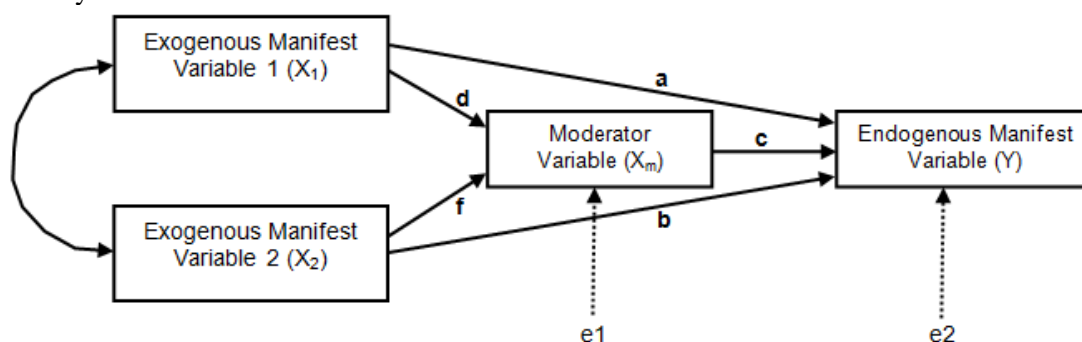 Exogenous Manifest
Variable 1 (X₁)
a
d
Moderator
Variable (Xₘ)
c
Endogenous Manifest
Variable (Y)
f
b
Exogenous Manifest
Variable 2 (X₂)
e1
e2